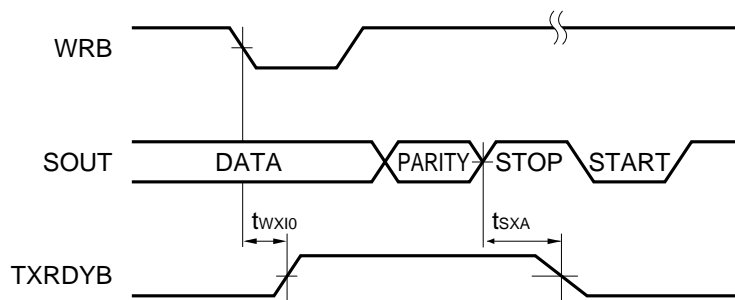 WRB
SOUT DATA PARITY STOP START
tWXI0 tSXA
TXRDYB